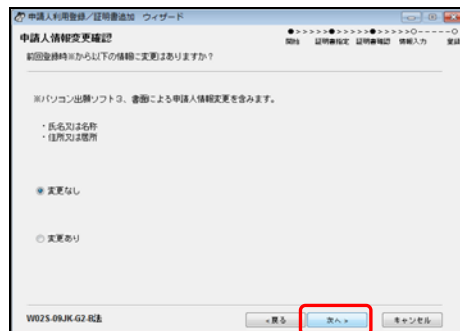 申請人利用登録／証明書追加　ウィザード
申請人情報変更確認
●>>>>>●>>>>>●>>>>>○-----○
開始　証明書指定　証明書確認　情報入力　登録
前回登録時※から以下の情報に変更はありますか？
※パソコン出願ソフト３、書面による申請人情報変更を含みます。
・氏名又は名称
・住所又は居所
変更なし
変更あり
W02S-09JK-G2-R法
<戻る
次へ>
キャンセル